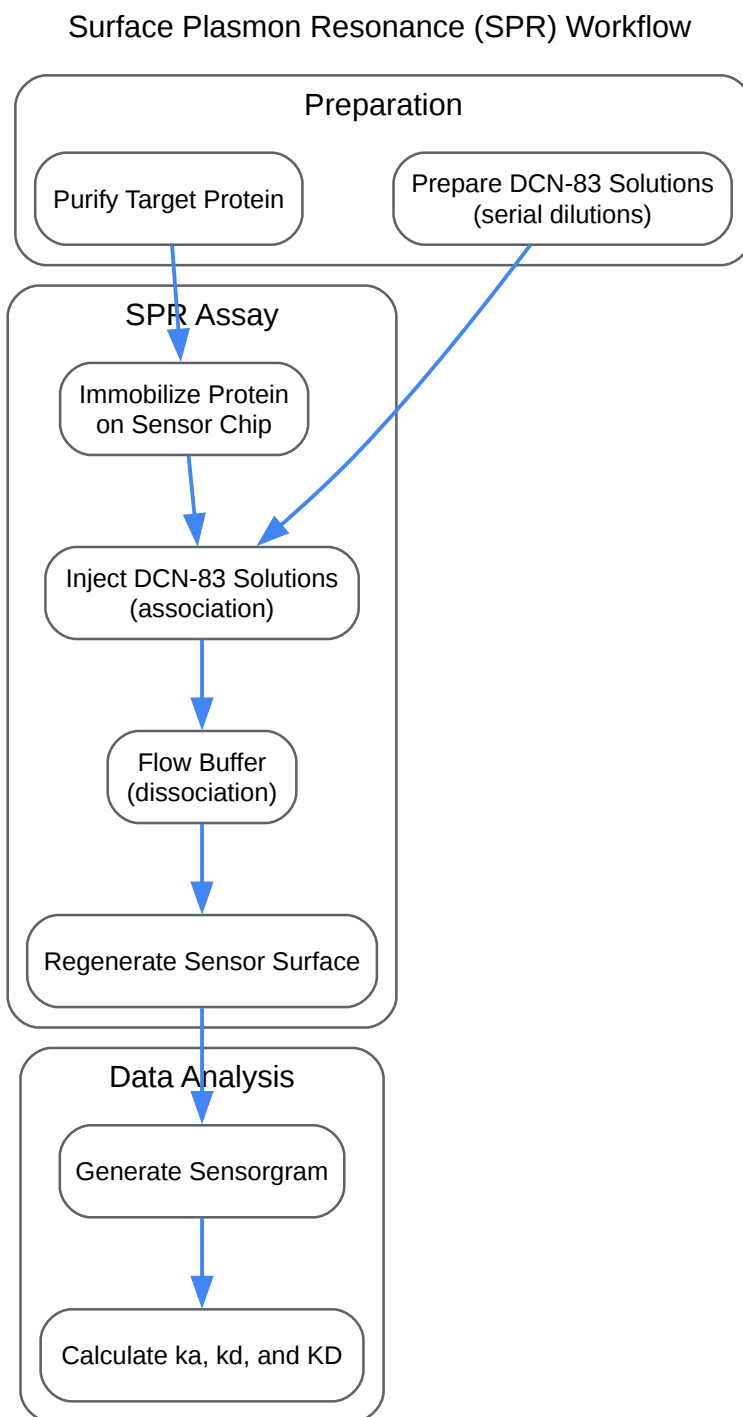 Surface Plasmon Resonance (SPR) Workflow
Preparation
Purify Target Protein
Prepare DCN-83 Solutions
(serial dilutions)
SPR Assay
Immobilize Protein
on Sensor Chip
Inject DCN-83 Solutions
(association)
Flow Buffer
(dissociation)
Regenerate Sensor Surface
Data Analysis
Generate Sensorgram
Calculate ka, kd, and KD